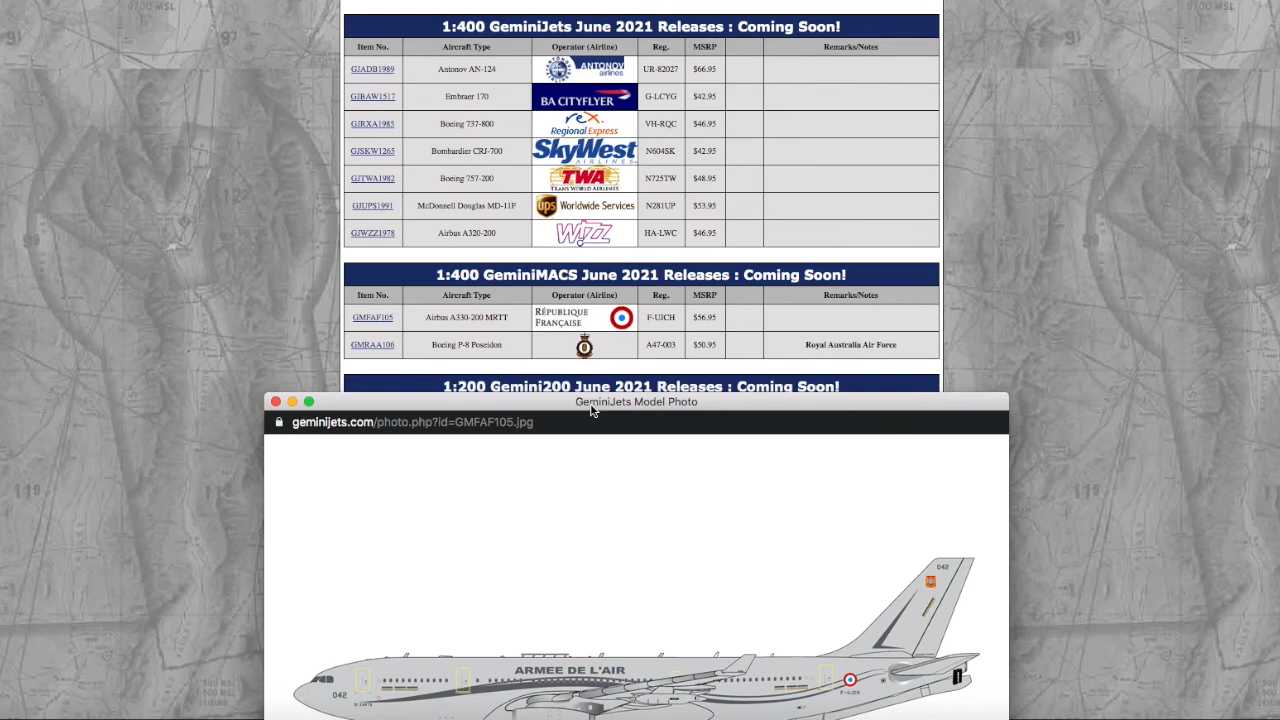 1:400 GeminiJets June 2021 Releases : Coming Soon!
Item No. Aircraft Type Operator (Airline) Reg. MSRP Remarks/Notes
GJADB1989 Antonov AN-124 ANTONOV airlines UR-82027 $66.95
GJBAW1517 Embraer 170 BA CITYFLYER G-LCYG $42.95
GJRXA1985 Boeing 737-800 rex. Regional Express VH-RQC $46.95
GJSKW1265 Bombardier CRJ-700 SkyWest AIRLINES N604SK $42.95
GJTWA1982 Boeing 757-200 TWA TRANS WORLD AIRLINES N725TW $48.95
GJUPS1991 McDonnell Douglas MD-11F ups Worldwide Services N281UP $53.95
GJWZZ1978 Airbus A320-200 W!ZZ HA-LWC $46.95
1:400 GeminiMACS June 2021 Releases : Coming Soon!
Item No. Aircraft Type Operator (Airline) Reg. MSRP Remarks/Notes
GMFAF105 Airbus A330-200 MRTT RÉPUBLIQUE FRANÇAISE F-UJCH $56.95
GMRAA106 Boeing P-8 Poseidon A47-003 $50.95 Royal Australia Air Force
1:200 Gemini200 June 2021 Releases : Coming Soon!
GeminiJets Model Photo
geminijets.com/photo.php?id=GMFAF105.jpg
042
ARMEE DE L'AIR
042
F-UJCH
119
119